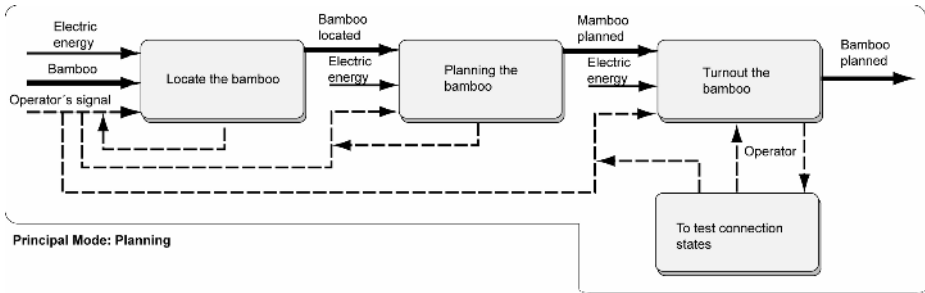 Electric
energy
Bamboo
Operator´s signal
Locate the bamboo
Bamboo
located
Electric
energy
Planning the
bamboo
Mamboo
planned
Electric
energy
Turnout the
bamboo
Bamboo
planned
Operator
To test connection
states
Principal Mode: Planning